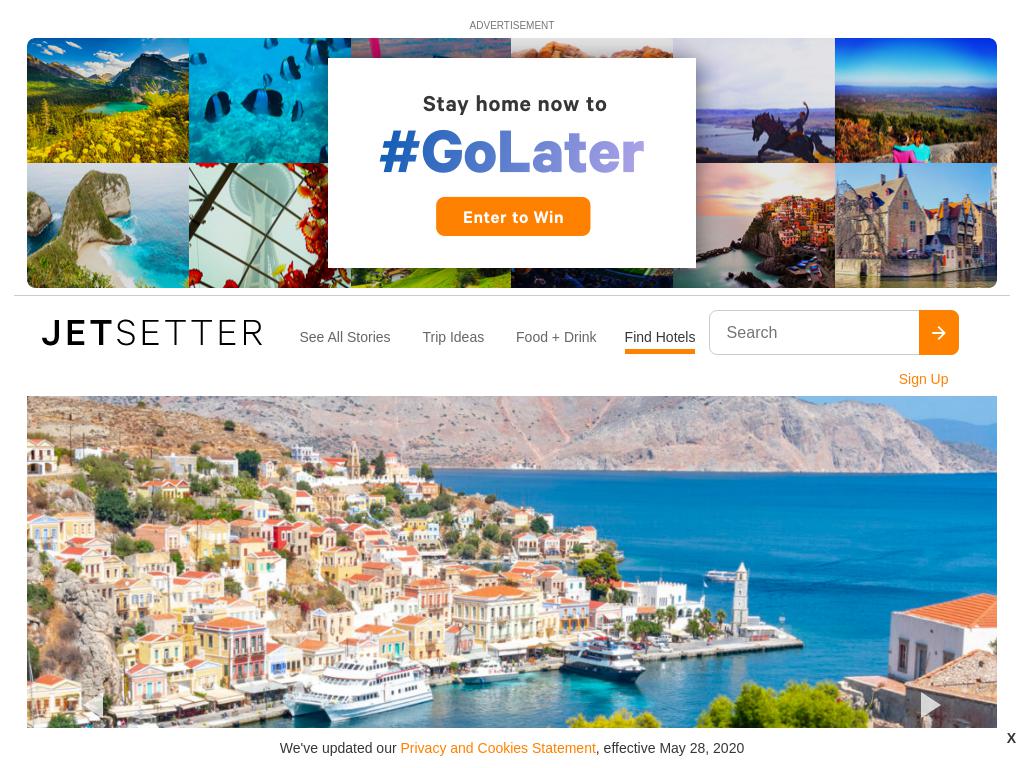 ADVERTISEMENT
Stay home now to
#GoLater
Enter to Win
JETSETTER
See All Stories
Trip Ideas
Food + Drink
Find Hotels
Search
Sign Up
We've updated our Privacy and Cookies Statement, effective May 28, 2020
X